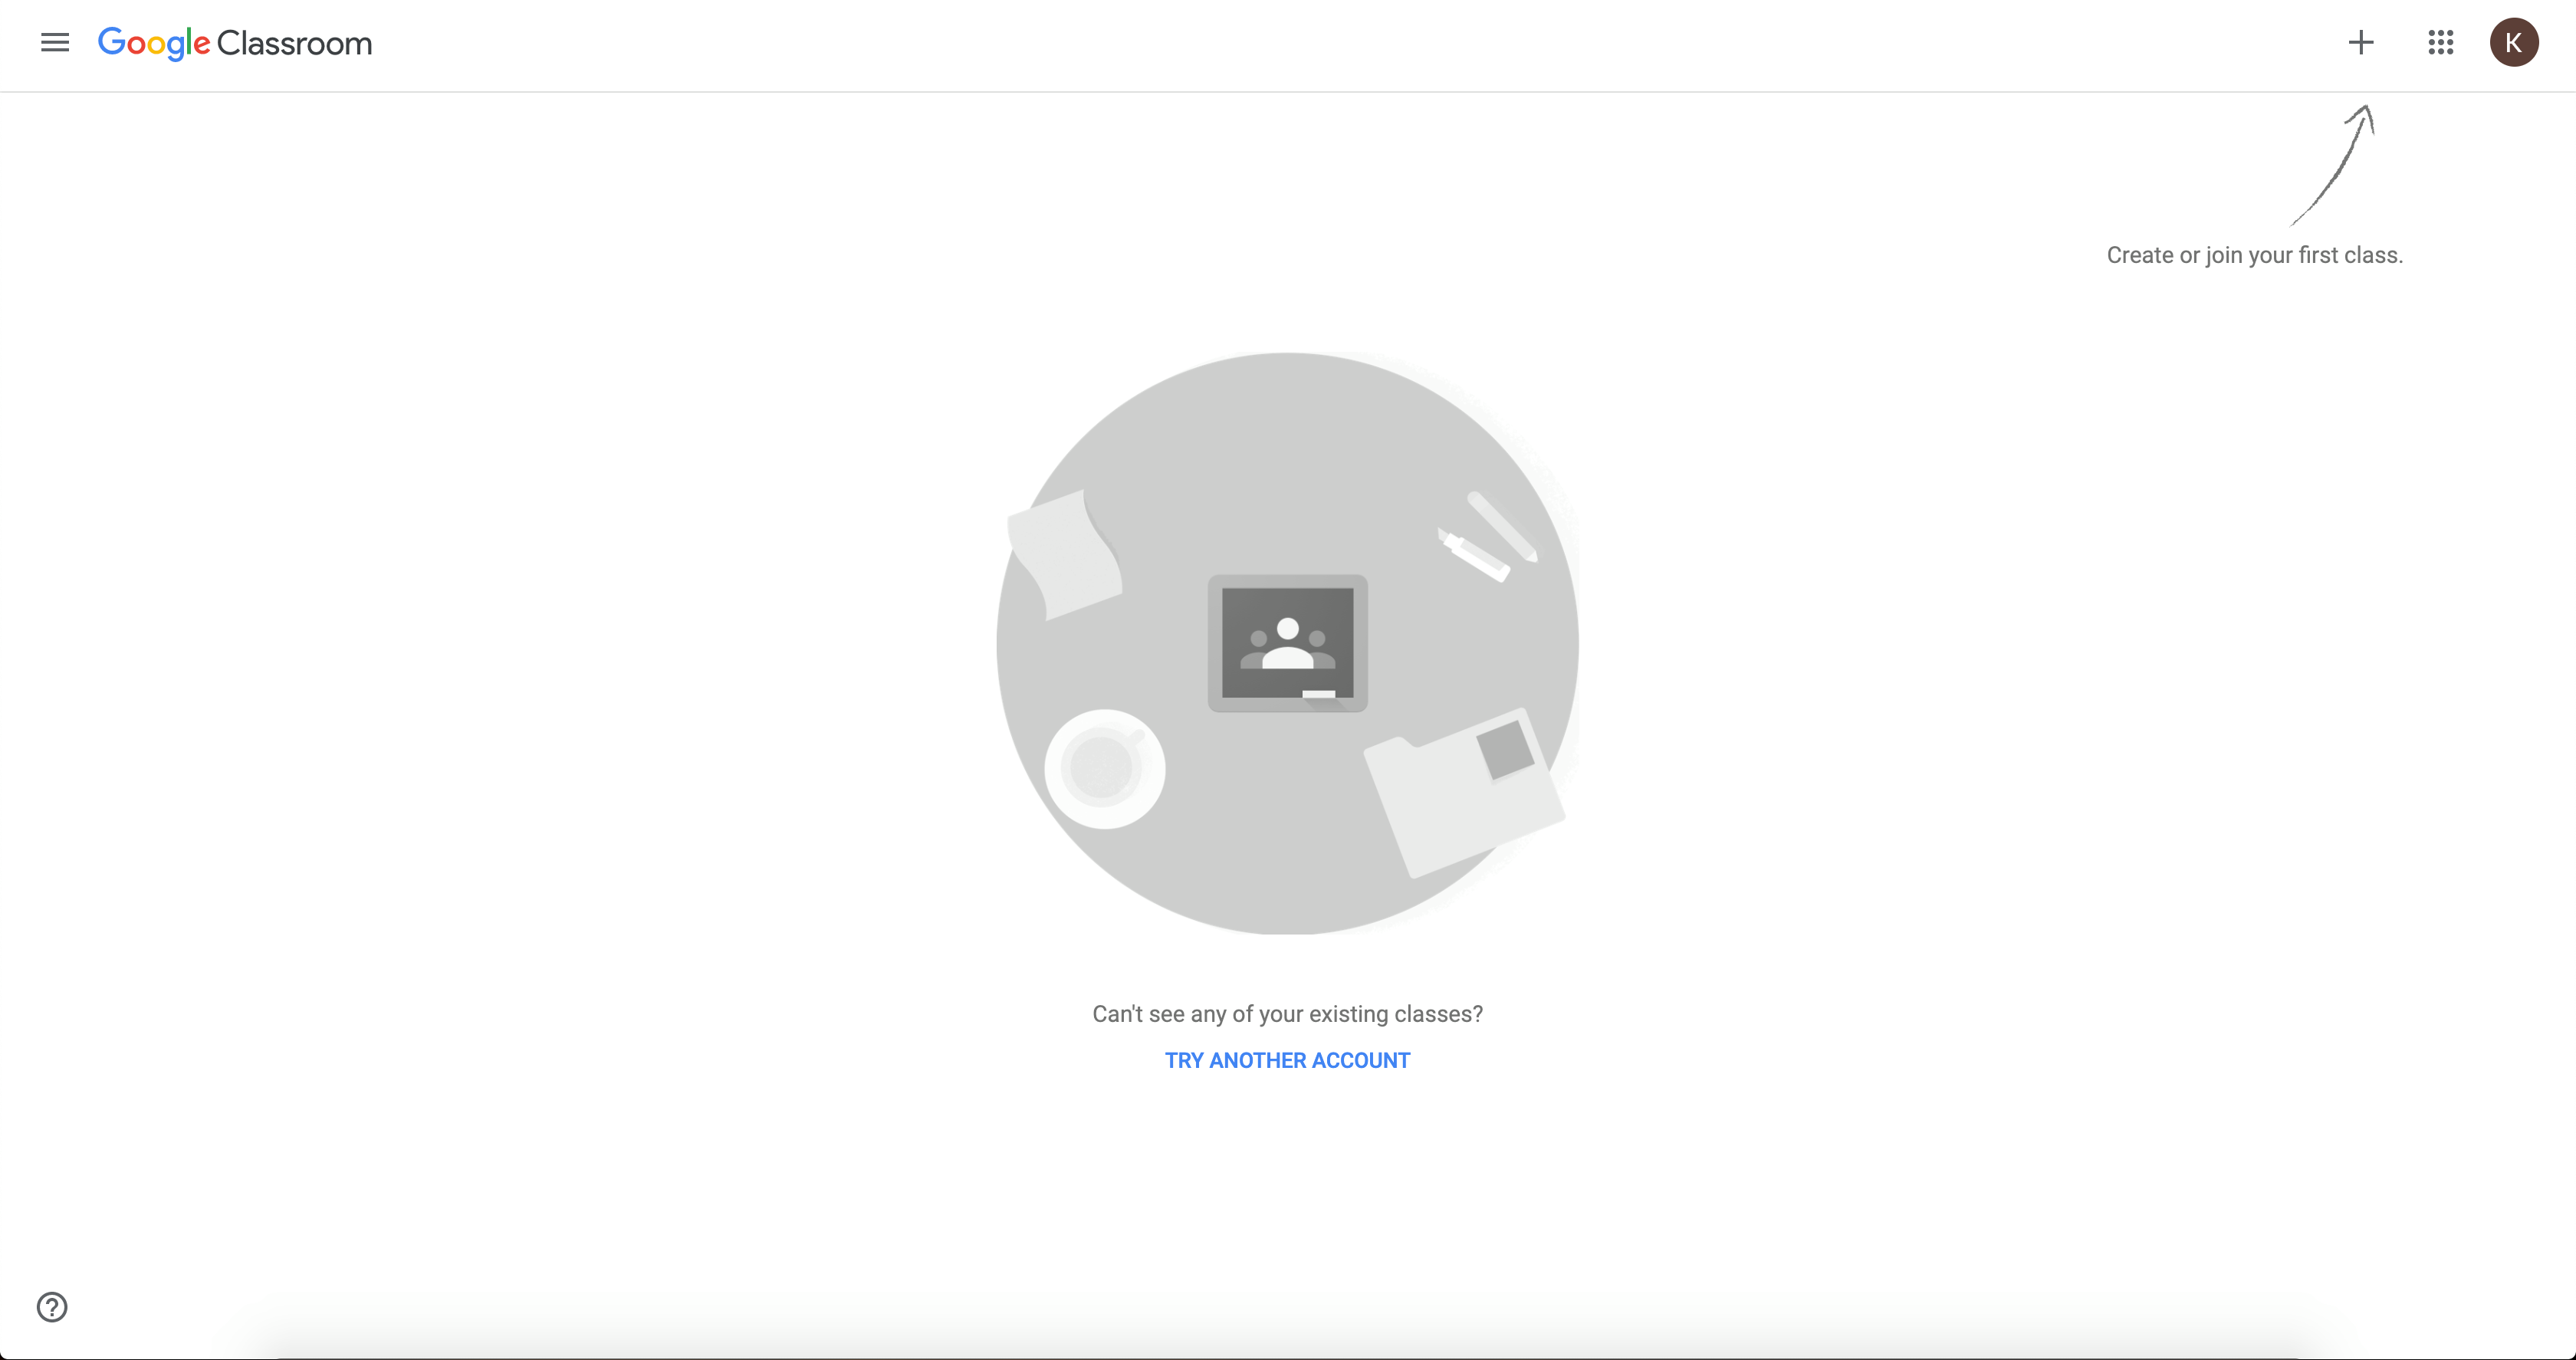 Google Classroom
K
Create or join your first class.
Can't see any of your existing classes?
TRY ANOTHER ACCOUNT